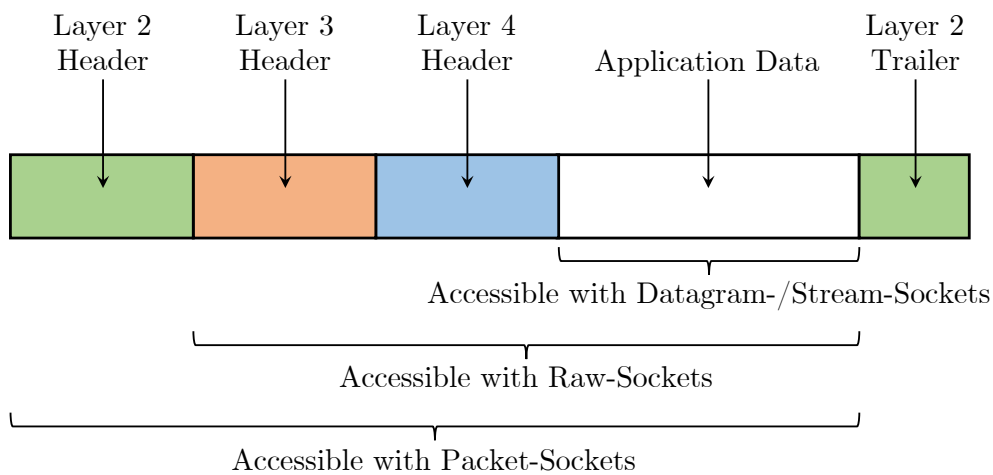 Layer 2
Header
Layer 3
Header
Layer 4
Header
Application Data
Layer 2
Trailer
Accessible with Datagram-/Stream-Sockets
Accessible with Raw-Sockets
Accessible with Packet-Sockets